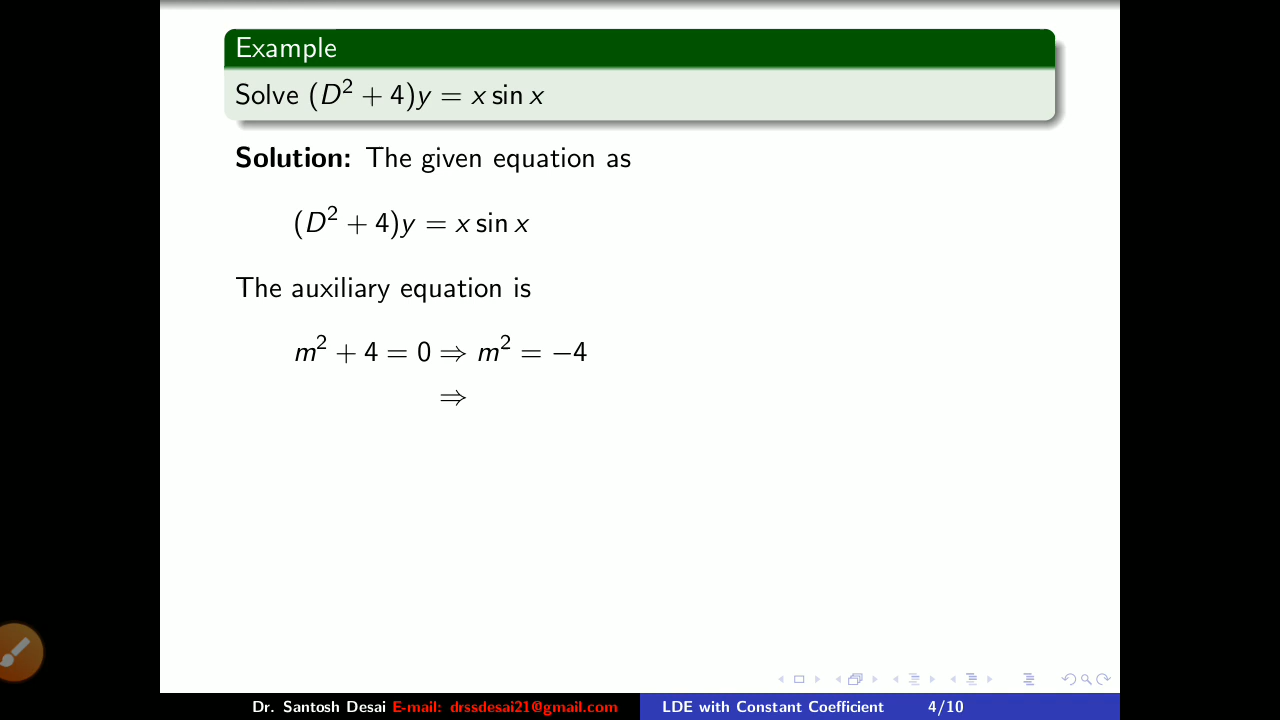 Example
Solve (D² + 4)y = x sin x
Solution: The given equation as
(D² + 4)y = x sin x
The auxiliary equation is
m² + 4 = 0 ⇒ m² = −4
⇒
Dr. Santosh Desai E-mail: drssdesai21@gmail.com LDE with Constant Coefficient 4/10